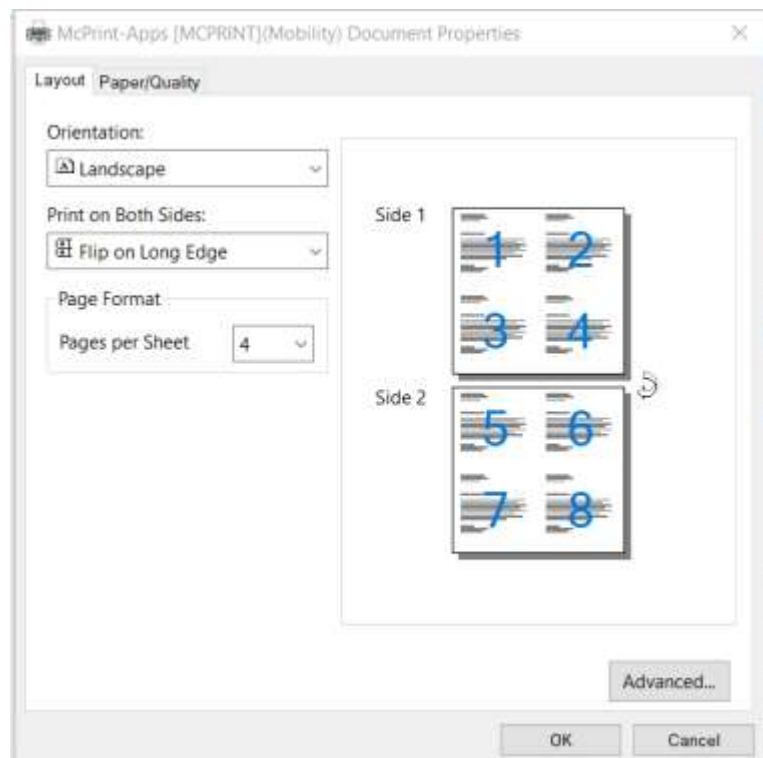 McPrint-Apps [MCPRINT](Mobility) Document Properties
Layout
Paper/Quality
Orientation:
Landscape
Print on Both Sides:
Flip on Long Edge
Page Format
Pages per Sheet
4
Side 1
1
2
3
4
Side 2
5
6
7
8
Advanced...
OK
Cancel